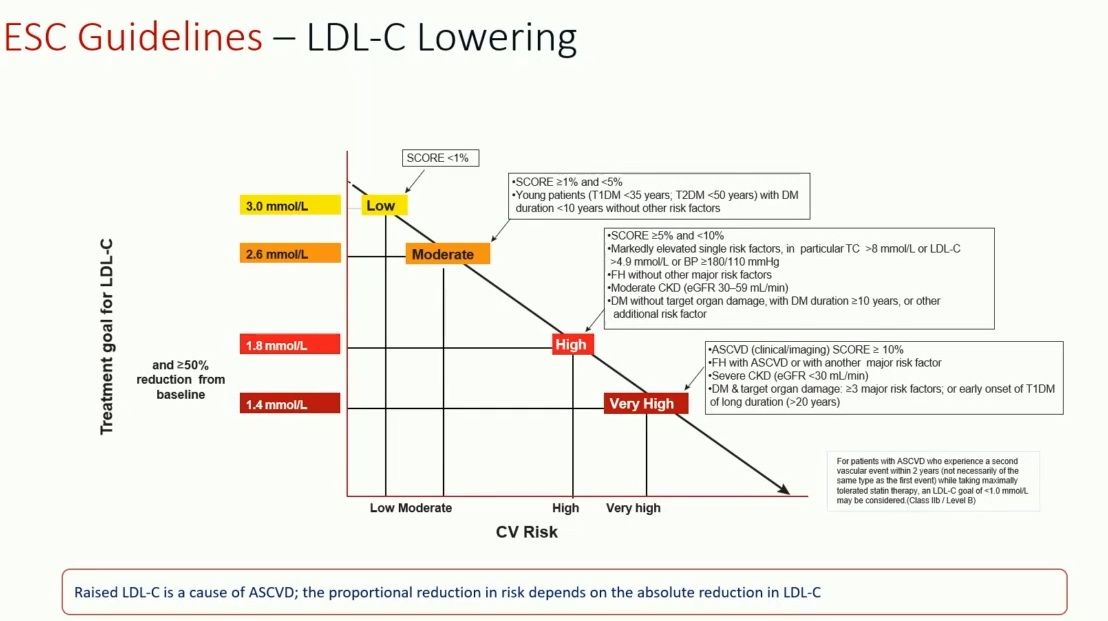 ESC Guidelines – LDL-C Lowering
SCORE <1%
•SCORE ≥1% and <5%
•Young patients (T1DM <35 years; T2DM <50 years) with DM
duration <10 years without other risk factors
3.0 mmol/L
Low
•SCORE ≥5% and <10%
•Markedly elevated single risk factors, in particular TC >8 mmol/L or LDL-C
>4.9 mmol/L or BP ≥180/110 mmHg
•FH without other major risk factors
•Moderate CKD (eGFR 30–59 mL/min)
•DM without target organ damage, with DM duration ≥10 years, or other
additional risk factor
2.6 mmol/L
Moderate
Treatment goal for LDL-C
1.8 mmol/L
High
•ASCVD (clinical/imaging) SCORE ≥ 10%
•FH with ASCVD or with another major risk factor
•Severe CKD (eGFR <30 mL/min)
•DM & target organ damage: ≥3 major risk factors; or early onset of T1DM
of long duration (>20 years)
and ≥50%
reduction from
baseline
1.4 mmol/L
Very High
For patients with ASCVD who experience a second
vascular event within 2 years (not necessarily of the
same type as the first event) while taking maximally
tolerated statin therapy, an LDL-C goal of <1.0 mmol/L
may be considered.(Class IIb / Level B)
Low Moderate High Very high
CV Risk
Raised LDL-C is a cause of ASCVD; the proportional reduction in risk depends on the absolute reduction in LDL-C